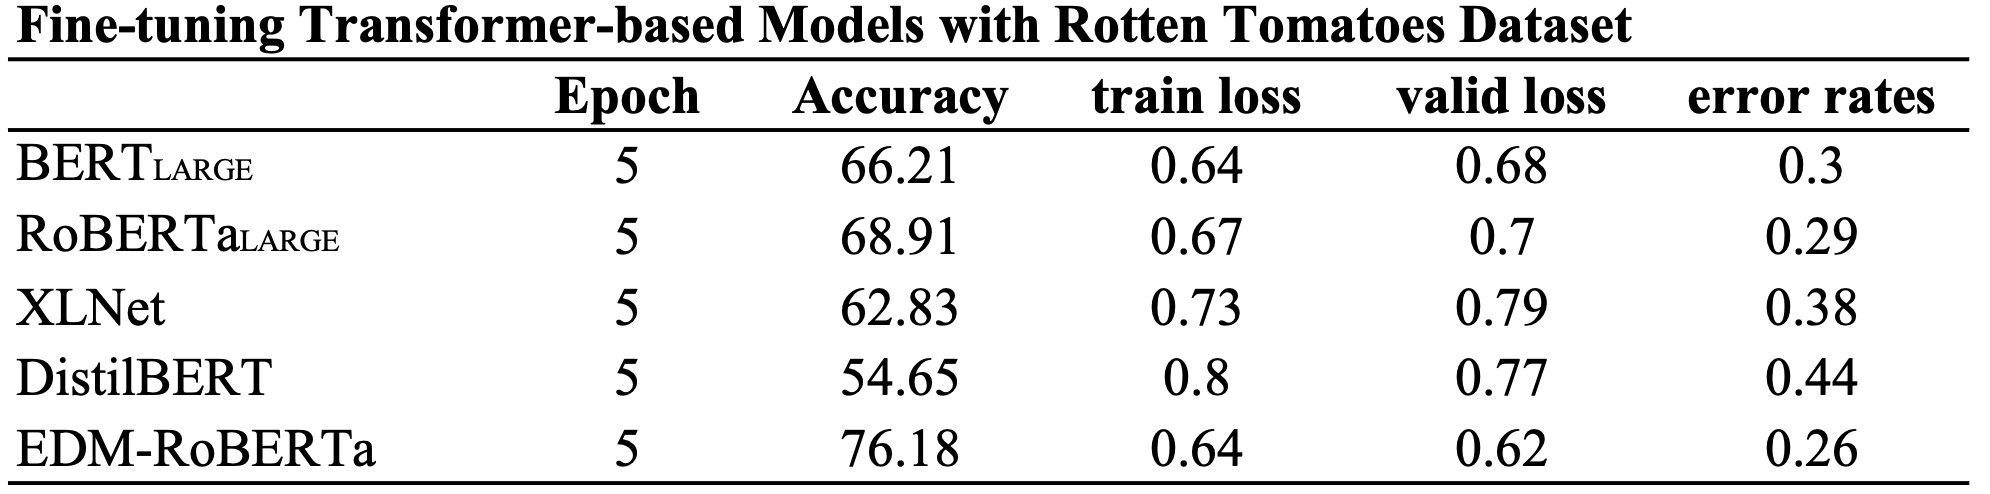 Fine-tuning Transformer-based Models with Rotten Tomatoes Dataset
Epoch Accuracy train loss valid loss error rates
BERTLARGE 5 66.21 0.64 0.68 0.3
RoBERTaLARGE 5 68.91 0.67 0.7 0.29
XLNet 5 62.83 0.73 0.79 0.38
DistilBERT 5 54.65 0.8 0.77 0.44
EDM-RoBERTa 5 76.18 0.64 0.62 0.26